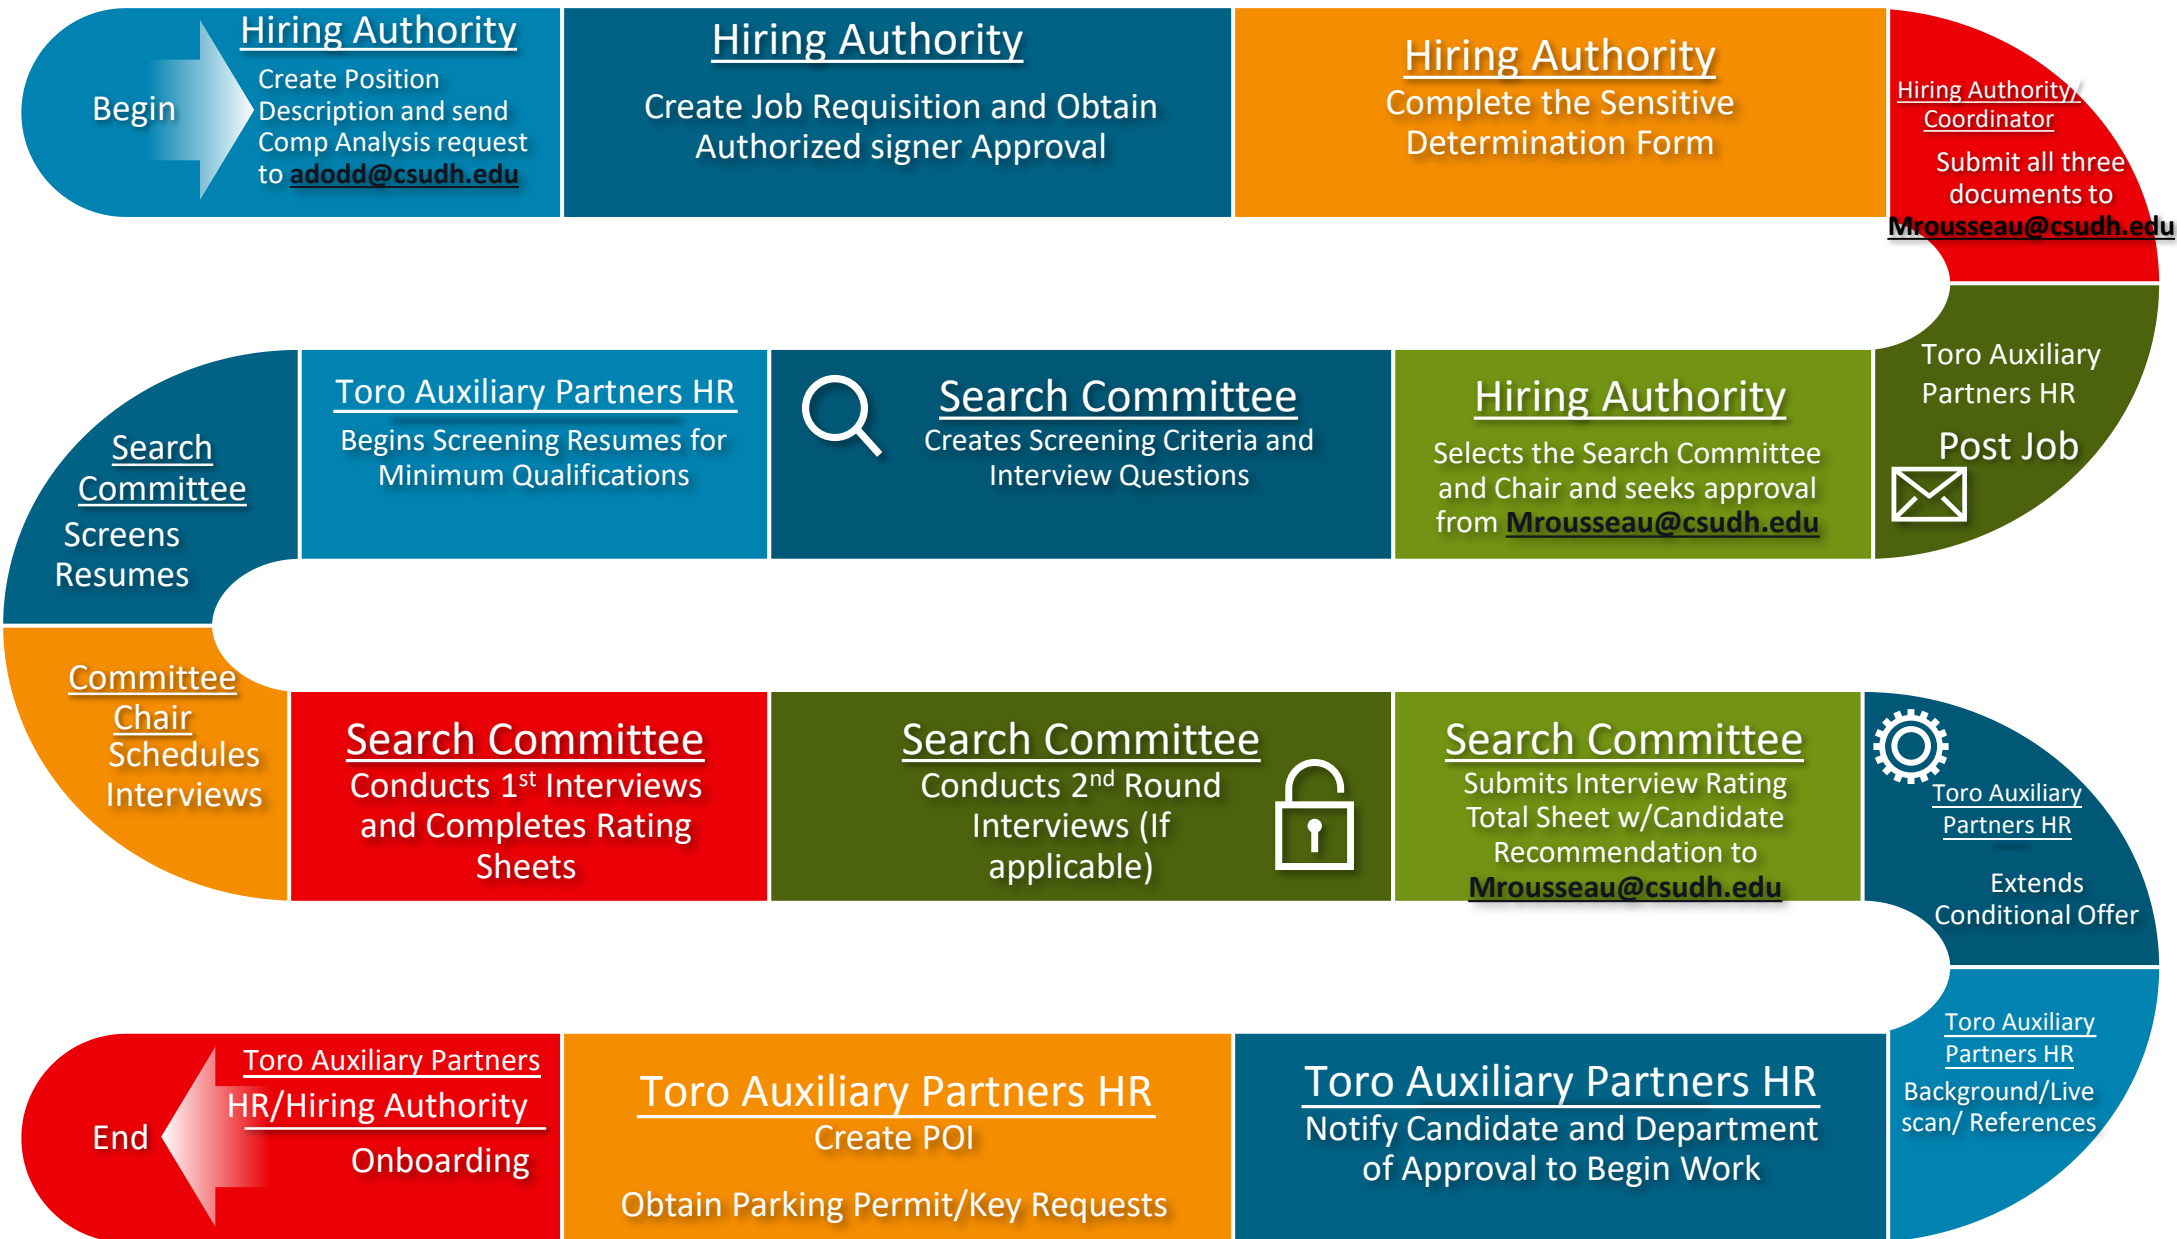 Begin
Hiring Authority
Create Position
Description and send
Comp Analysis request
to adodd@csudh.edu
Hiring Authority
Create Job Requisition and Obtain
Authorized signer Approval
Hiring Authority
Complete the Sensitive
Determination Form
Hiring Authority/
Coordinator
Submit all three
documents to
Mrousseau@csudh.edu
Toro Auxiliary
Partners HR
Post Job
Hiring Authority
Selects the Search Committee
and Chair and seeks approval
from Mrousseau@csudh.edu
Search Committee
Creates Screening Criteria and
Interview Questions
Toro Auxiliary Partners HR
Begins Screening Resumes for
Minimum Qualifications
Search
Committee
Screens
Resumes
Committee
Chair
Schedules
Interviews
Search Committee
Conducts 1st Interviews
and Completes Rating
Sheets
Search Committee
Conducts 2nd Round
Interviews (If
applicable)
Search Committee
Submits Interview Rating
Total Sheet w/Candidate
Recommendation to
Mrousseau@csudh.edu
Toro Auxiliary
Partners HR
Extends
Conditional Offer
Toro Auxiliary
Partners HR
Background/Live
scan/ References
Toro Auxiliary Partners HR
Notify Candidate and Department
of Approval to Begin Work
Toro Auxiliary Partners HR
Create POI
Obtain Parking Permit/Key Requests
Toro Auxiliary Partners
HR/Hiring Authority
Onboarding
End